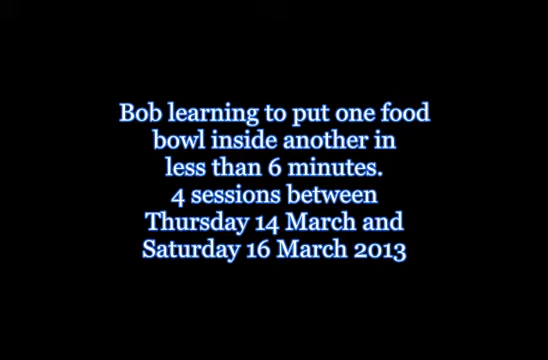 Bob learning to put one food
bowl inside another in
less than 6 minutes.
4 sessions between
Thursday 14 March and
Saturday 16 March 2013